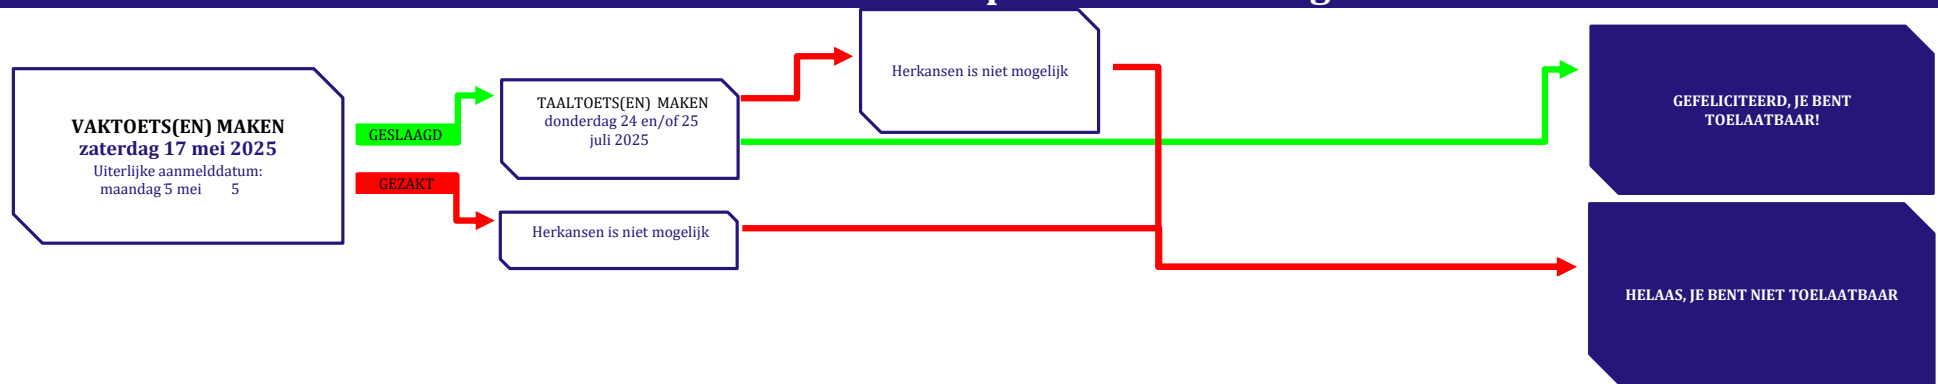 VAKTOETS(EN) MAKEN
zaterdag 17 mei 2025
Uiterlijke aanmelddatum:
maandag 5 mei 5
GESLAAGD
GEZAKT
TAALTOETS(EN) MAKEN
donderdag 24 en/of 25
juli 2025
Herkansen is niet mogelijk
Herkansen is niet mogelijk
GEFELICITEERD, JE BENT
TOELAATBAAR!
HELAAS, JE BENT NIET TOELAATBAAR